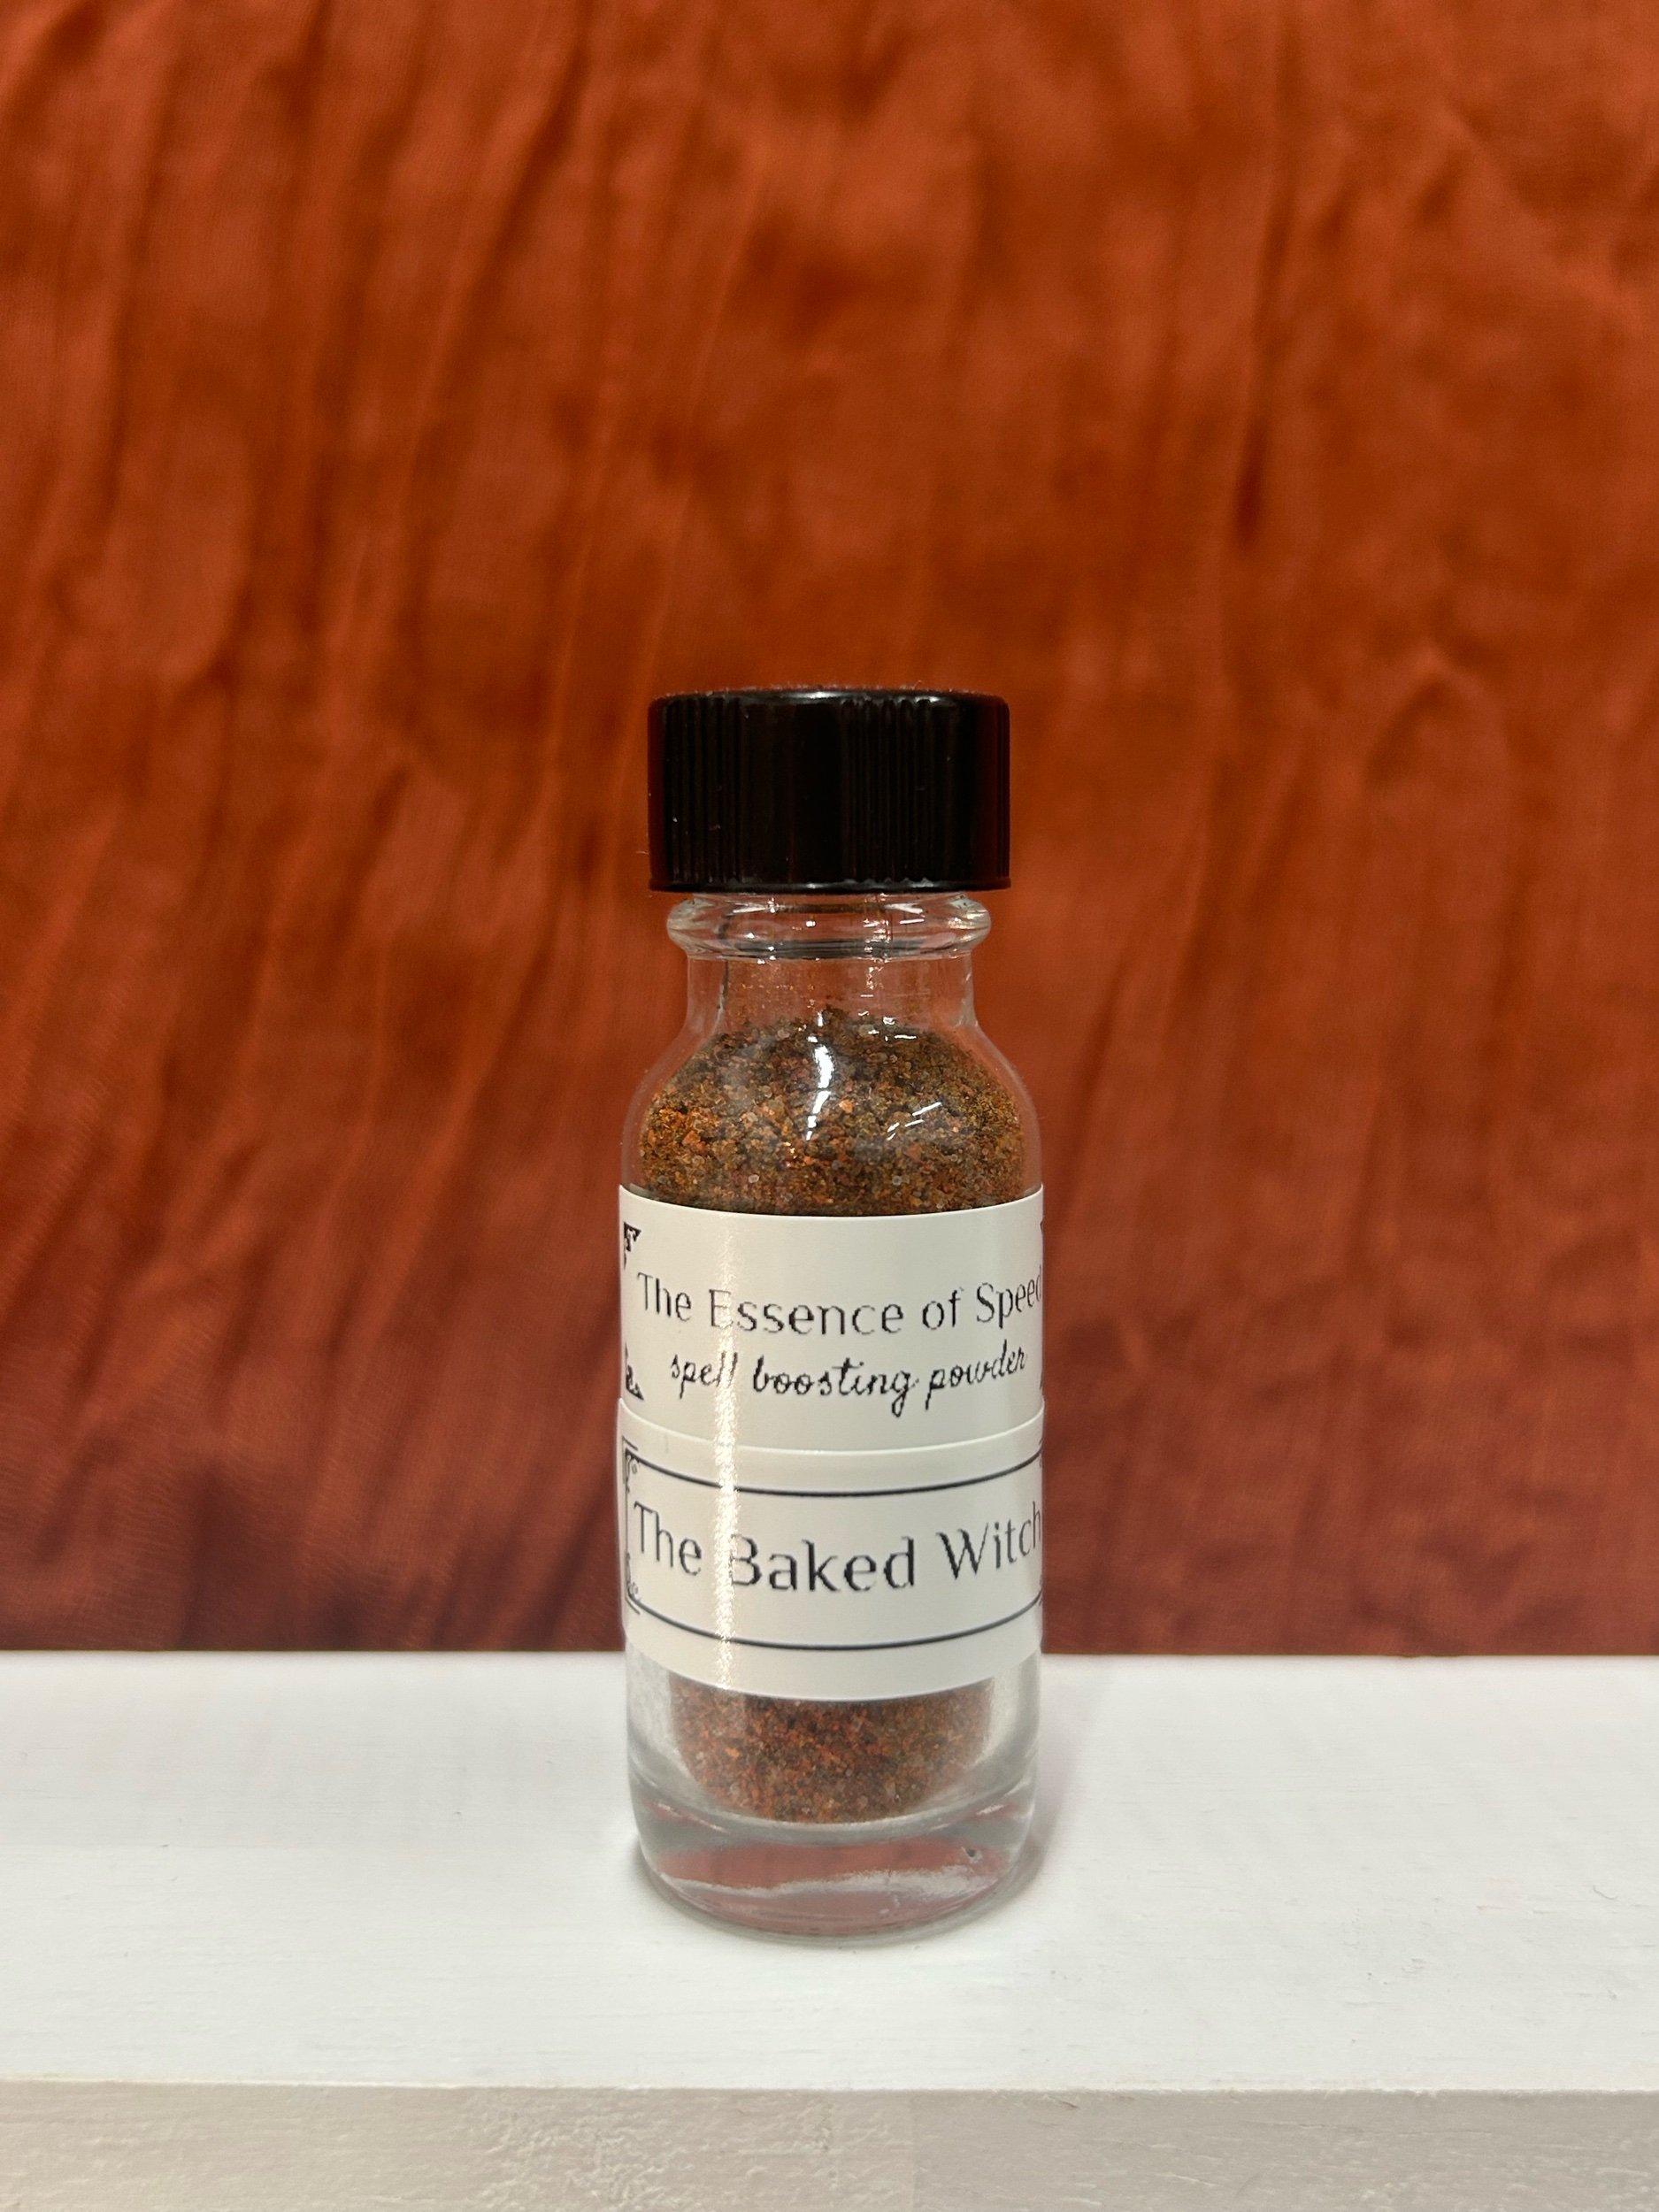 The Essence of Speed
spell boosting powder
The Baked Witch